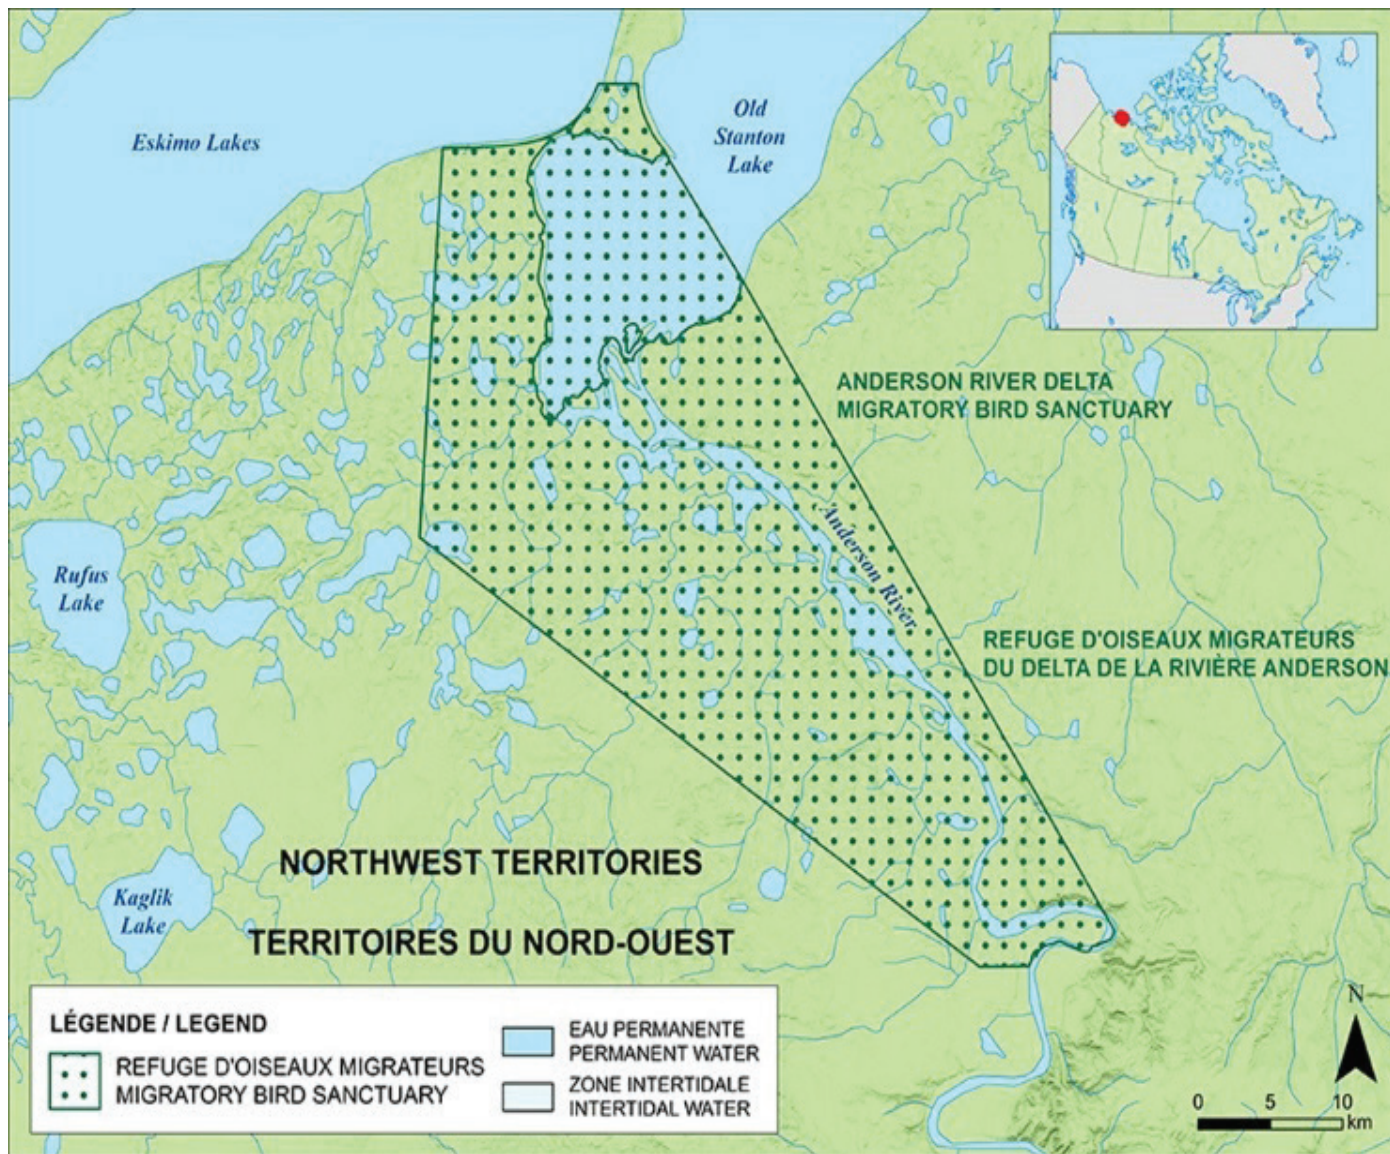 Eskimo Lakes
Old
Stanton
Lake
ANDERSON RIVER DELTA
MIGRATORY BIRD SANCTUARY
Anderson River
Rufus
Lake
REFUGE D'OISEAUX MIGRATEURS
DU DELTA DE LA RIVIÈRE ANDERSON
NORTHWEST TERRITORIES
Kaglik
Lake
TERRITOIRES DU NORD-OUEST
LÉGENDE / LEGEND
REFUGE D'OISEAUX MIGRATEURS
MIGRATORY BIRD SANCTUARY
EAU PERMANENTE
PERMANENT WATER
ZONE INTERTIDALE
INTERTIDAL WATER
N
0 5 10
km